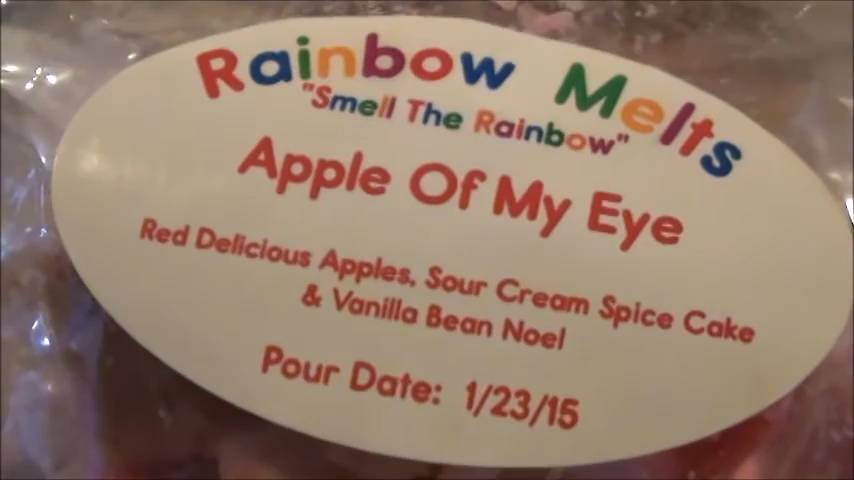 Rainbow Melts
"Smell The Rainbow"
Apple Of My Eye
Red Delicious Apples, Sour Cream Spice Cake
& Vanilla Bean Noel
Pour Date: 1/23/15